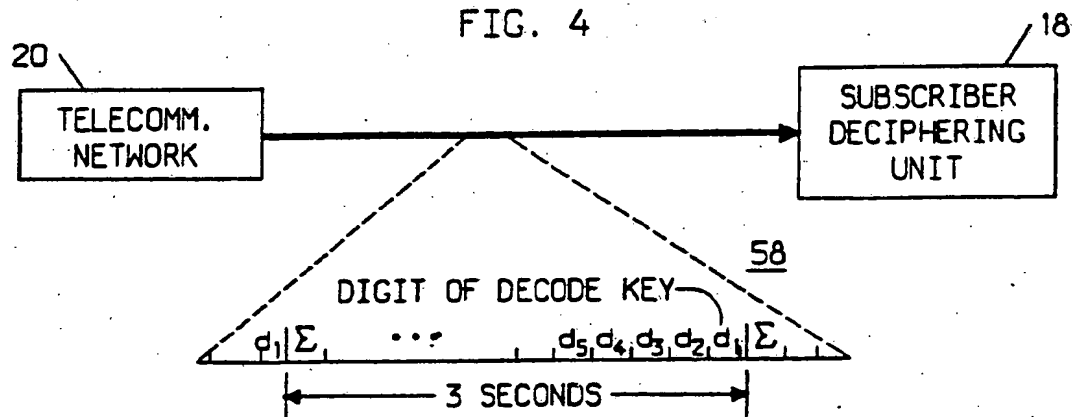 FIG. 4
20
18
TELECOMM.
NETWORK
SUBSCRIBER
DECIPHERING
UNIT
58
DIGIT OF DECODE KEY
d₁ Σ ••• d₅ d₄ d₃ d₂ d₁ Σ
3 SECONDS